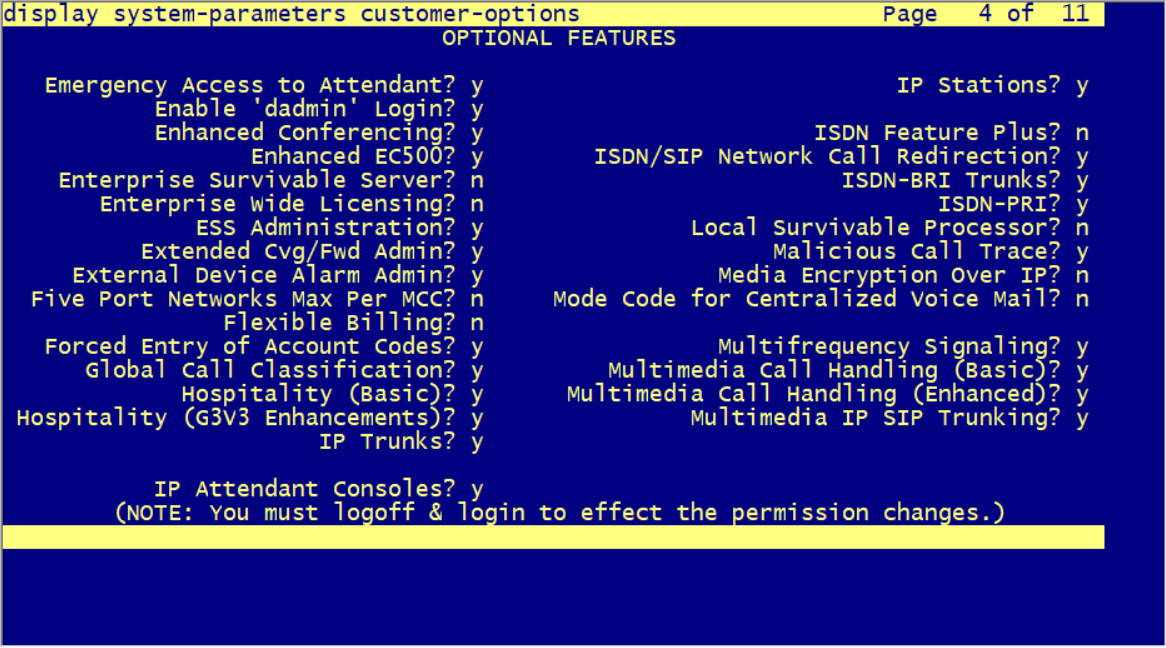 display system-parameters customer-options Page 4 of 11
OPTIONAL FEATURES
Emergency Access to Attendant? y IP Stations? y
Enable 'dadmin' Login? y
Enhanced Conferencing? y ISDN Feature Plus? n
Enhanced EC500? y ISDN/SIP Network Call Redirection? y
Enterprise Survivable Server? n ISDN-BRI Trunks? y
Enterprise Wide Licensing? n ISDN-PRI? y
ESS Administration? y Local Survivable Processor? n
Extended Cvg/Fwd Admin? y Malicious Call Trace? y
External Device Alarm Admin? y Media Encryption Over IP? n
Five Port Networks Max Per MCC? n Mode Code for Centralized Voice Mail? n
Flexible Billing? n
Forced Entry of Account Codes? y Multifrequency Signaling? y
Global Call Classification? y Multimedia Call Handling (Basic)? y
Hospitality (Basic)? y Multimedia Call Handling (Enhanced)? y
Hospitality (G3V3 Enhancements)? y Multimedia IP SIP Trunking? y
IP Trunks? y
IP Attendant Consoles? y
(NOTE: You must logoff & login to effect the permission changes.)